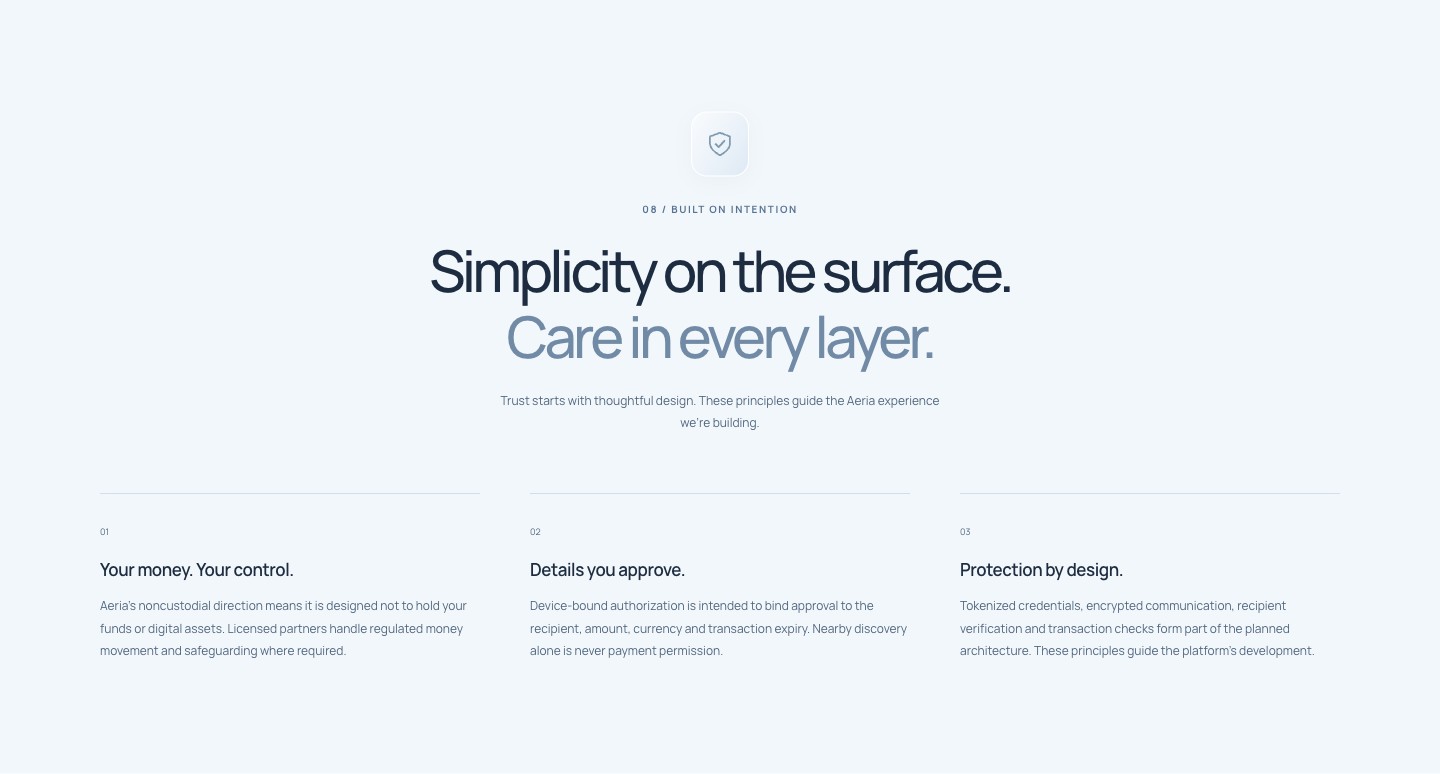 08 / BUILT ON INTENTION
Simplicity on the surface.
Care in every layer.
Trust starts with thoughtful design. These principles guide the Aeria experience
we're building.
01
Your money. Your control.
Aeria's noncustodial direction means it is designed not to hold your
funds or digital assets. Licensed partners handle regulated money
movement and safeguarding where required.
02
Details you approve.
Device-bound authorization is intended to bind approval to the
recipient, amount, currency and transaction expiry. Nearby discovery
alone is never payment permission.
03
Protection by design.
Tokenized credentials, encrypted communication, recipient
verification and transaction checks form part of the planned
architecture. These principles guide the platform's development.